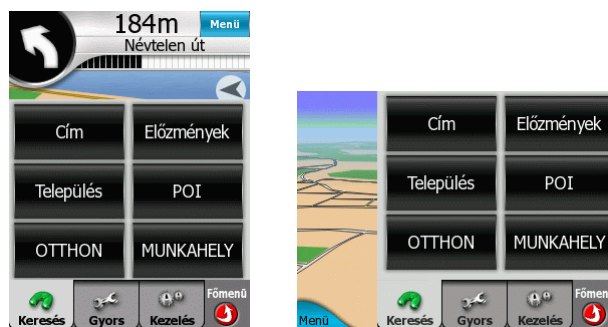 184m
Menü
Névtelen út
Cím Előzmények
Település POI
OTTHON MUNKAHELY
Keresés Gyors Kezelés Főmenü
Cím Előzmények
Település POI
OTTHON MUNKAHELY
Menü Keresés Gyors Kezelés Főmen